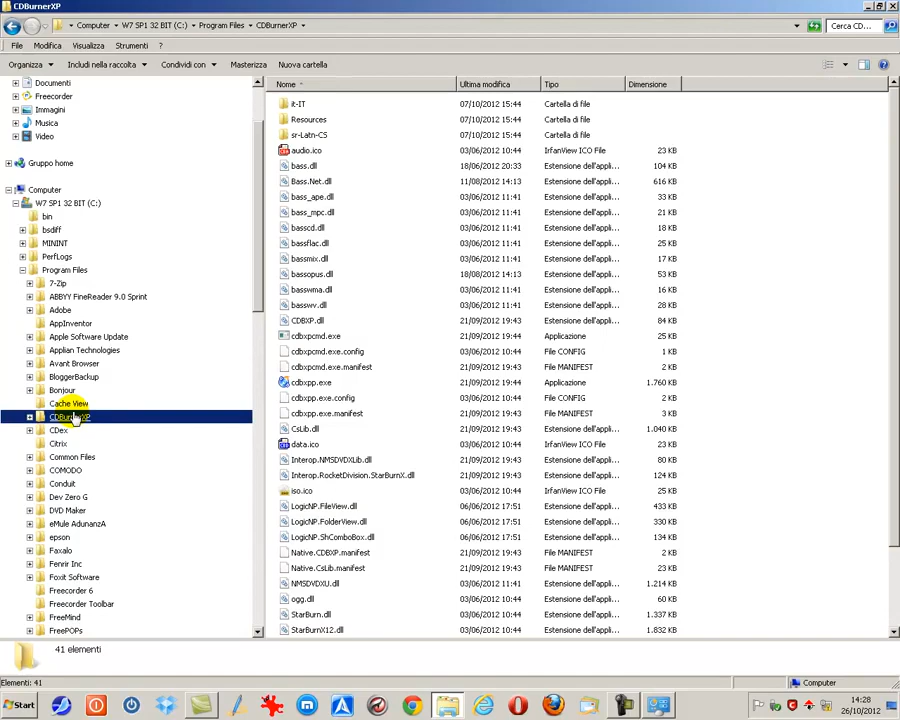 CDBurnerXP
Computer W7 SP1 32 BIT (C:) Program Files CDBurnerXP
Cerca CD...
File Modifica Visualizza Strumenti ?
Organizza Includi nella raccolta Condividi con Masterizza Nuova cartella
Documenti
Freecorder
Immagini
Musica
Video
Gruppo home
Computer
W7 SP1 32 BIT (C:)
bin
bsdiff
MININT
PerfLogs
Program Files
7-Zip
ABBYY FineReader 9.0 Sprint
Adobe
AppInventor
Apple Software Update
Applian Technologies
Avant Browser
BloggerBackup
Bonjour
Cache View
CDBurnerXP
CDex
Citrix
Common Files
COMODO
Conduit
Dev Zero G
DVD Maker
eMule AdunanzA
epson
Faxalo
Fenrir Inc
Foxit Software
Freecorder 6
Freecorder Toolbar
FreeMind
FreePOPs
Nome Ultima modifica Tipo Dimensione
it-IT 07/10/2012 15:44 Cartella di file
Resources 07/10/2012 15:44 Cartella di file
sr-Latn-CS 07/10/2012 15:44 Cartella di file
audio.ico 03/06/2012 10:44 IrfanView ICO File 23 KB
bass.dll 18/06/2012 20:33 Estensione dell'appli... 104 KB
Bass.Net.dll 11/08/2012 14:13 Estensione dell'appli... 616 KB
bass_ape.dll 03/06/2012 11:41 Estensione dell'appli... 33 KB
bass_mpc.dll 03/06/2012 11:41 Estensione dell'appli... 21 KB
basscd.dll 03/06/2012 11:41 Estensione dell'appli... 18 KB
bassflac.dll 03/06/2012 11:41 Estensione dell'appli... 25 KB
bassmix.dll 03/06/2012 11:41 Estensione dell'appli... 17 KB
bassopus.dll 18/08/2012 14:13 Estensione dell'appli... 53 KB
basswma.dll 03/06/2012 10:44 Estensione dell'appli... 16 KB
basswv.dll 03/06/2012 11:41 Estensione dell'appli... 28 KB
CDBXP.dll 21/09/2012 19:43 Estensione dell'appli... 84 KB
cdbxpcmd.exe 21/09/2012 19:43 Applicazione 25 KB
cdbxpcmd.exe.config 03/06/2012 10:44 File CONFIG 1 KB
cdbxpcmd.exe.manifest 21/09/2012 19:43 File MANIFEST 3 KB
cdbxpp.exe 21/09/2012 19:43 Applicazione 1.760 KB
cdbxpp.exe.config 03/06/2012 10:44 File CONFIG 2 KB
cdbxpp.exe.manifest 21/09/2012 19:43 File MANIFEST 3 KB
CsLib.dll 21/09/2012 19:43 Estensione dell'appli... 1.040 KB
data.ico 03/06/2012 10:44 IrfanView ICO File 23 KB
Interop.NMSDVDXLib.dll 21/09/2012 19:43 Estensione dell'appli... 80 KB
Interop.RocketDivision.StarBurnX.dll 21/09/2012 19:43 Estensione dell'appli... 124 KB
iso.ico 03/06/2012 10:44 IrfanView ICO File 25 KB
LogicNP.FileView.dll 06/06/2012 17:51 Estensione dell'appli... 433 KB
LogicNP.FolderView.dll 06/06/2012 17:51 Estensione dell'appli... 330 KB
LogicNP.ShComboBox.dll 06/06/2012 17:51 Estensione dell'appli... 134 KB
Native.CDBXP.manifest 21/09/2012 19:43 File MANIFEST 2 KB
Native.CsLib.manifest 21/09/2012 19:43 File MANIFEST 23 KB
NMSDVDXU.dll 03/06/2012 11:41 Estensione dell'appli... 1.214 KB
ogg.dll 03/06/2012 10:44 Estensione dell'appli... 60 KB
StarBurn.dll 03/06/2012 10:44 Estensione dell'appli... 1.337 KB
StarBurnX12.dll 03/06/2012 10:44 Estensione dell'appli... 1.832 KB
41 elementi
Elementi: 41 Computer
Start
14:28
26/10/2012